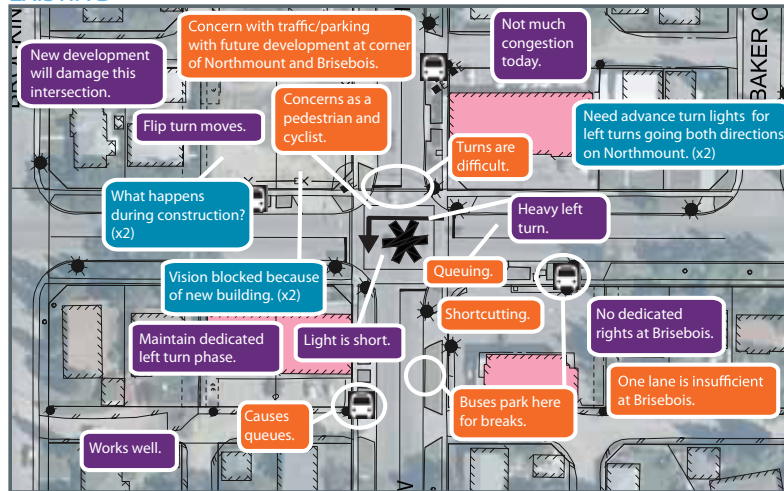 New development
will damage this
intersection.
Concern with traffic/parking
with future development at corner
of Northmount and Brisebois.
Not much
congestion
today.
Flip turn moves.
Concerns as a
pedestrian and
cyclist.
Need advance turn lights for
left turns going both directions
on Northmount. (x2)
Turns are
difficult.
What happens
during construction?
(x2)
Heavy left
turn.
Vision blocked because
of new building. (x2)
Queuing.
Shortcutting.
No dedicated
rights at Brisebois.
Maintain dedicated
left turn phase.
Light is short.
One lane is insufficient
at Brisebois.
Buses park here
for breaks.
Causes
queues.
Works well.
BAKER